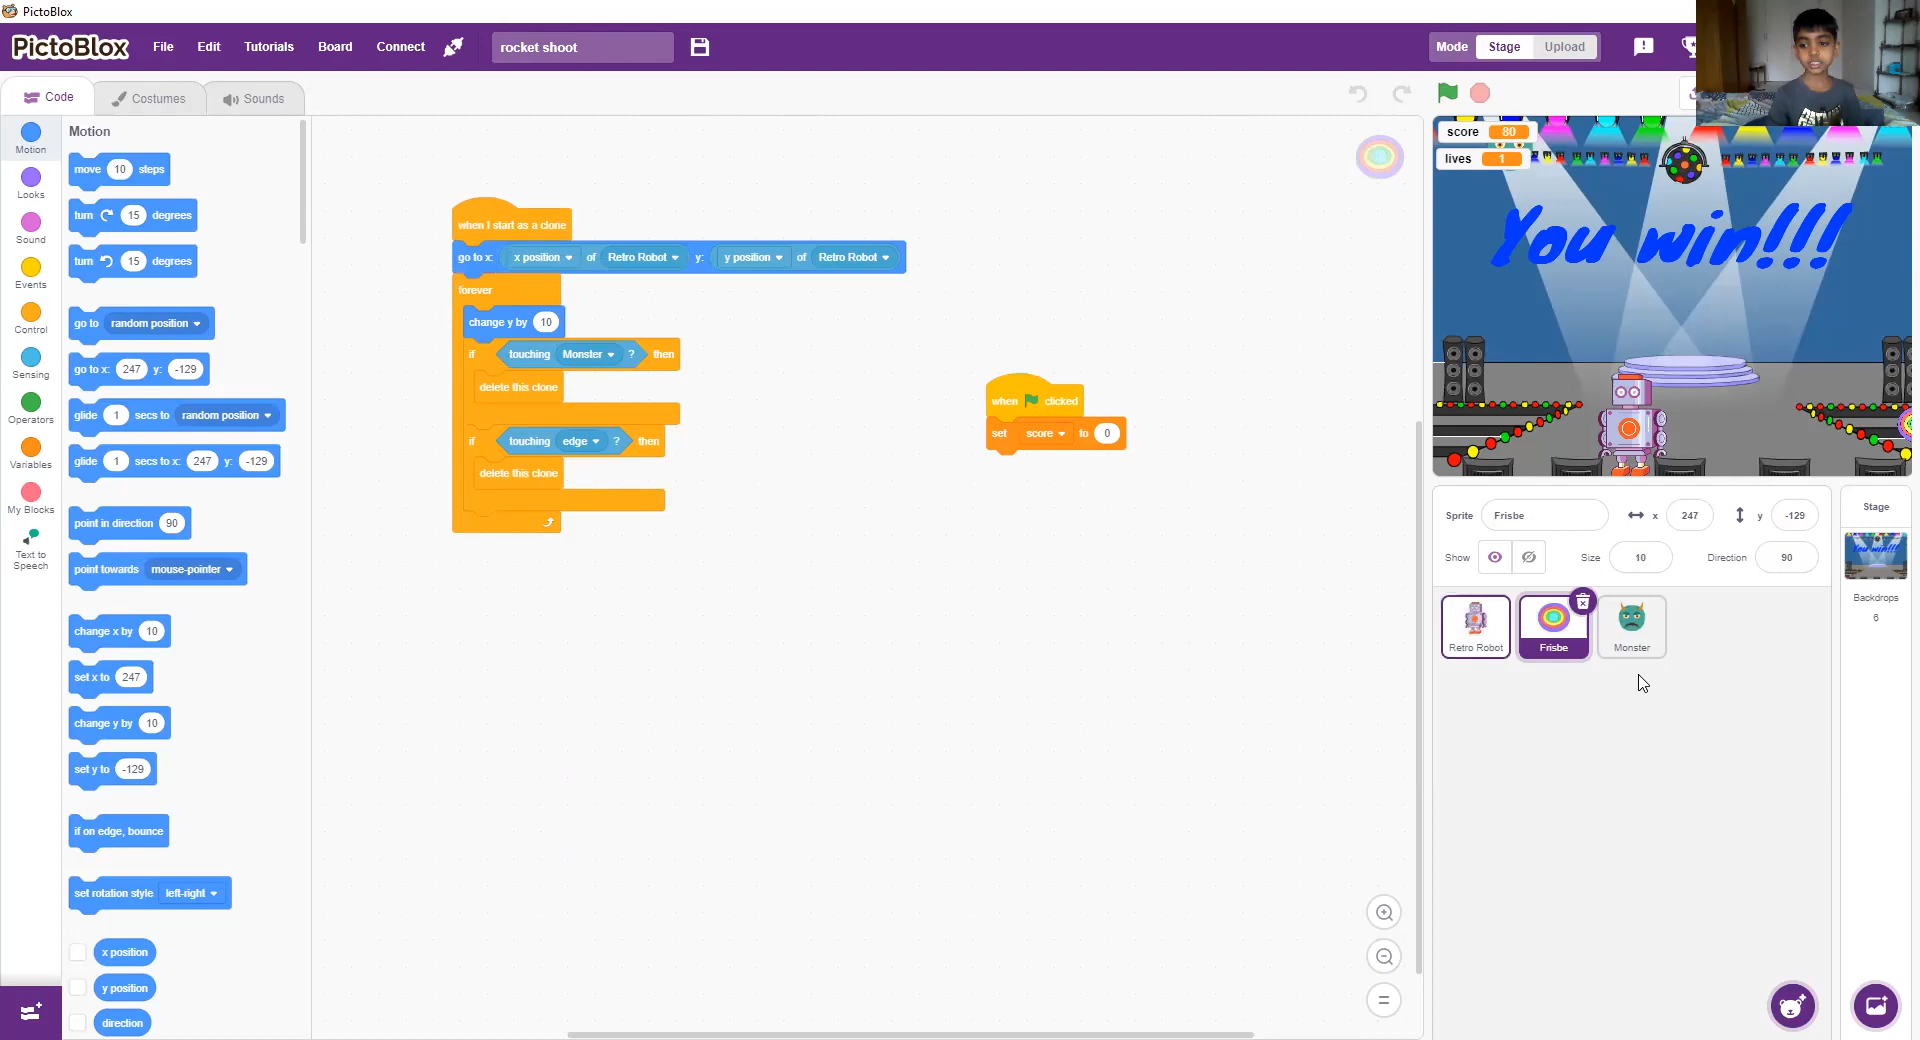 PictoBlox
PictoBlox File Edit Tutorials Board Connect rocket shoot Mode Stage Upload
Code Costumes Sounds
Motion
Looks
Sound
Events
Control
Sensing
Operators
Variables
My Blocks
Text to
Speech
Motion
move 10 steps
turn 15 degrees
turn 15 degrees
go to random position
go to x: 247 y: -129
glide 1 secs to random position
glide 1 secs to x: 247 y: -129
point in direction 90
point towards mouse-pointer
change x by 10
set x to 247
change y by 10
set y to -129
if on edge, bounce
set rotation style left-right
x position
y position
direction
when I start as a clone
go to x: x position of Retro Robot y: y position of Retro Robot
forever
change y by 10
if touching Monster ? then
delete this clone
if touching edge ? then
delete this clone
when clicked
set score to 0
score 80
lives 1
You win!!!
Sprite Frisbe x 247 y -129
Show Size 10 Direction 90
Retro Robot
Frisbe
Monster
Stage
You win!!!
Backdrops
6